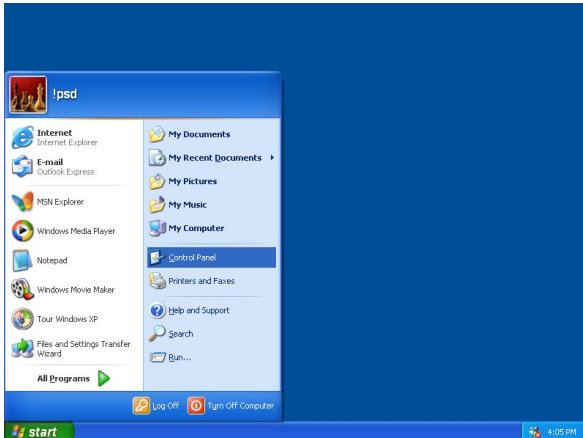 !psd
Internet
Internet Explorer
E-mail
Outlook Express
MSN Explorer
Windows Media Player
Notepad
Windows Movie Maker
Tour Windows XP
Files and Settings Transfer
Wizard
All Programs
My Documents
My Recent Documents
My Pictures
My Music
My Computer
Control Panel
Printers and Faxes
Help and Support
Search
Run...
Log Off
Turn Off Computer
start
4:05 PM